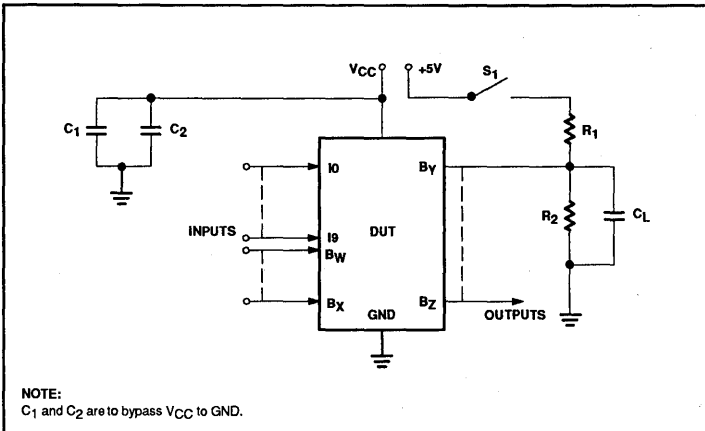 VCC +5V S1
C1 C2 R1
I0 BY
R2 CL
INPUTS I9 DUT
BW
BX GND BZ OUTPUTS
NOTE:
C1 and C2 are to bypass VCC to GND.